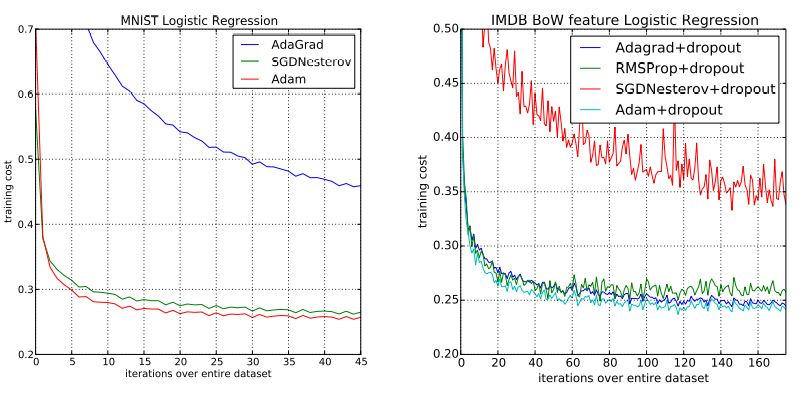 MNIST Logistic Regression
0.7
0.6
0.5
0.4
0.3
0.2
training cost
AdaGrad
SGDNesterov
Adam
0 5 10 15 20 25 30 35 40 45
iterations over entire dataset
IMDB BoW feature Logistic Regression
0.50
0.45
0.40
0.35
0.30
0.25
0.20
training cost
Adagrad+dropout
RMSProp+dropout
SGDNesterov+dropout
Adam+dropout
0 20 40 60 80 100 120 140 160
iterations over entire dataset